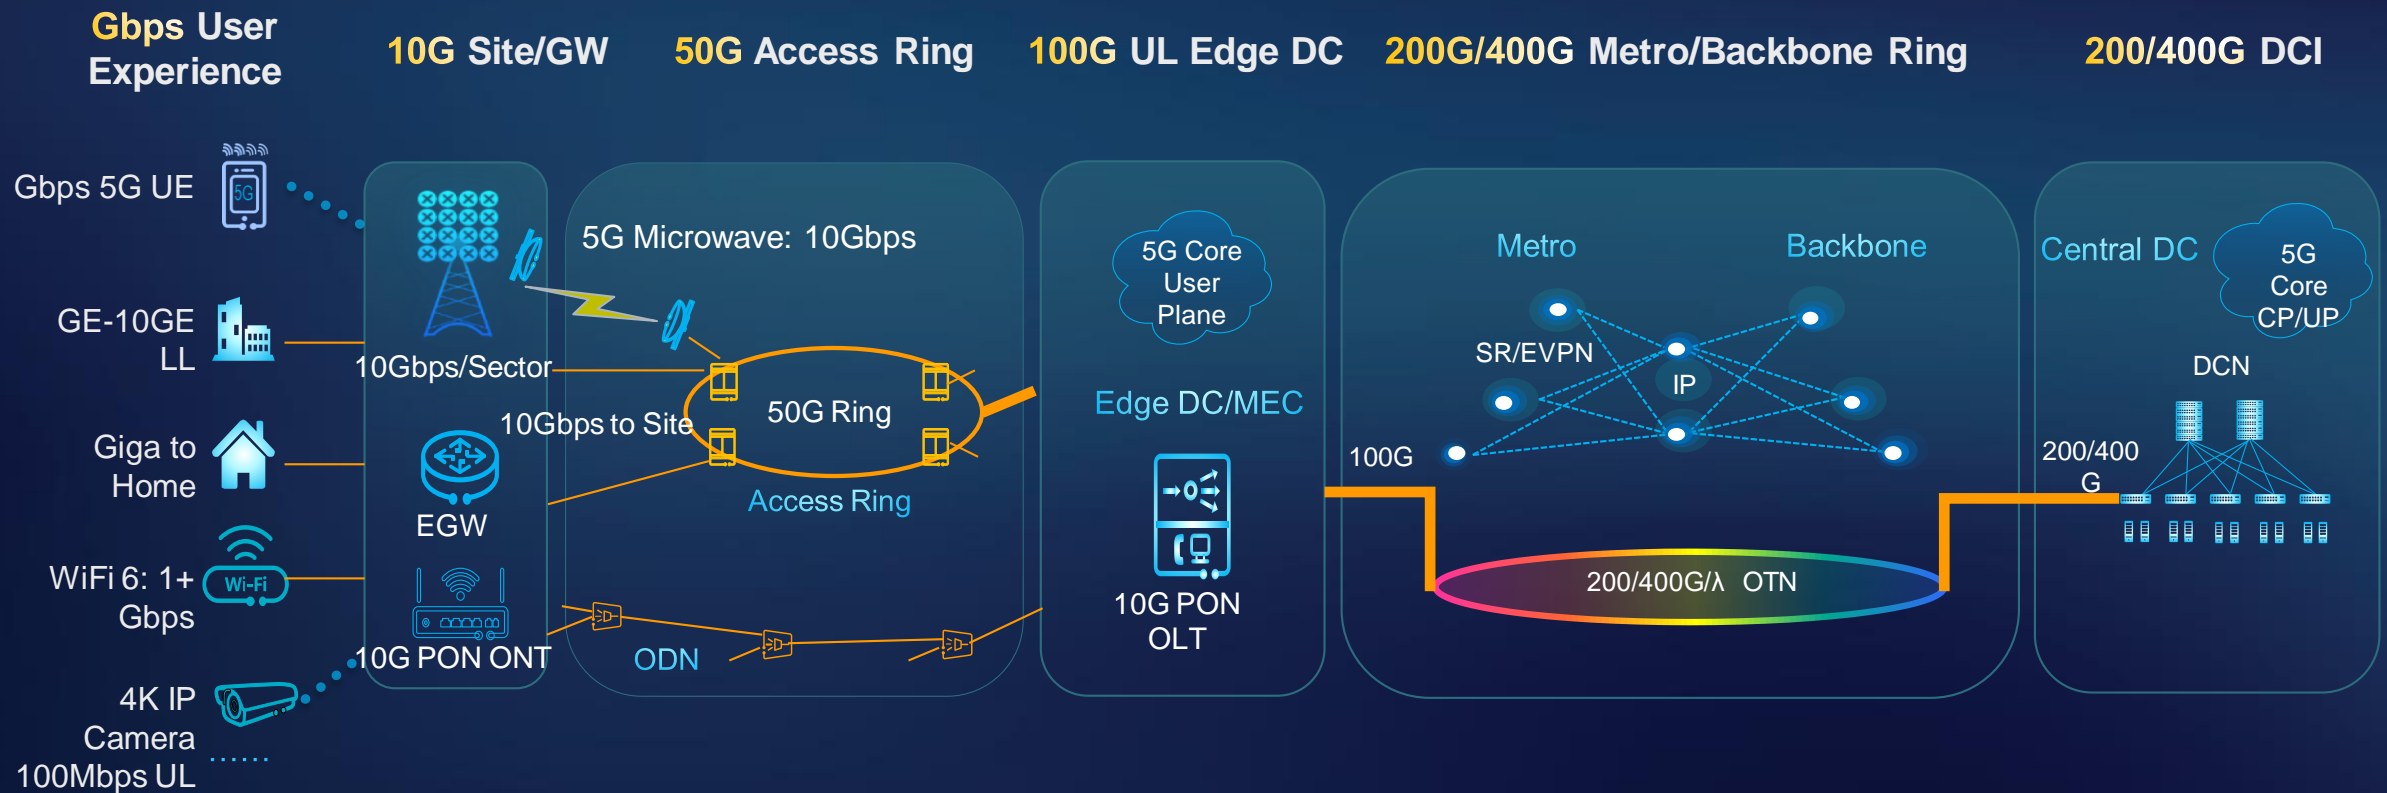 Gbps User
Experience
10G Site/GW
50G Access Ring
100G UL Edge DC
200G/400G Metro/Backbone Ring
200/400G DCI
Gbps 5G UE
5G
GE-10GE
LL
Giga to
Home
WiFi 6: 1+
Gbps
Wi-Fi
4K IP
Camera
100Mbps UL
10Gbps/Sector
EGW
10G PON ONT
5G Microwave: 10Gbps
10Gbps to Site
50G Ring
Access Ring
ODN
5G Core
User
Plane
Edge DC/MEC
10G PON
OLT
Metro
Backbone
SR/EVPN
IP
100G
200/400G/λ OTN
Central DC
5G
Core
CP/UP
DCN
200/400
G